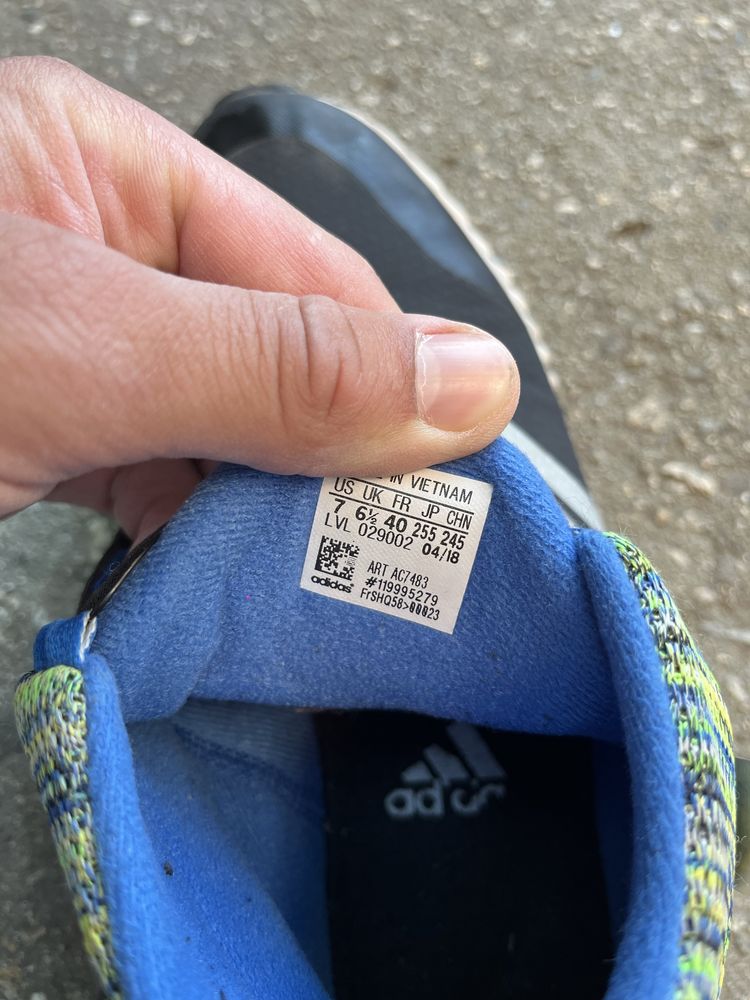 IN VIETNAM
US UK FR JP CHN
7 6½ 40 255 245
LVL 029002 04/18
ART AC7483
#119995279
adidas®
adidas